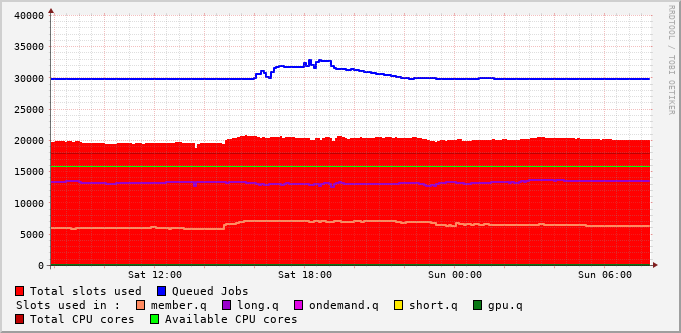 RRDTOOL / TOBI OETIKER
40000
35000
30000
25000
20000
15000
10000
5000
0
Sat 12:00 Sat 18:00 Sun 00:00 Sun 06:00
Total slots used Queued Jobs
Slots used in : member.q long.q ondemand.q short.q gpu.q
Total CPU cores Available CPU cores